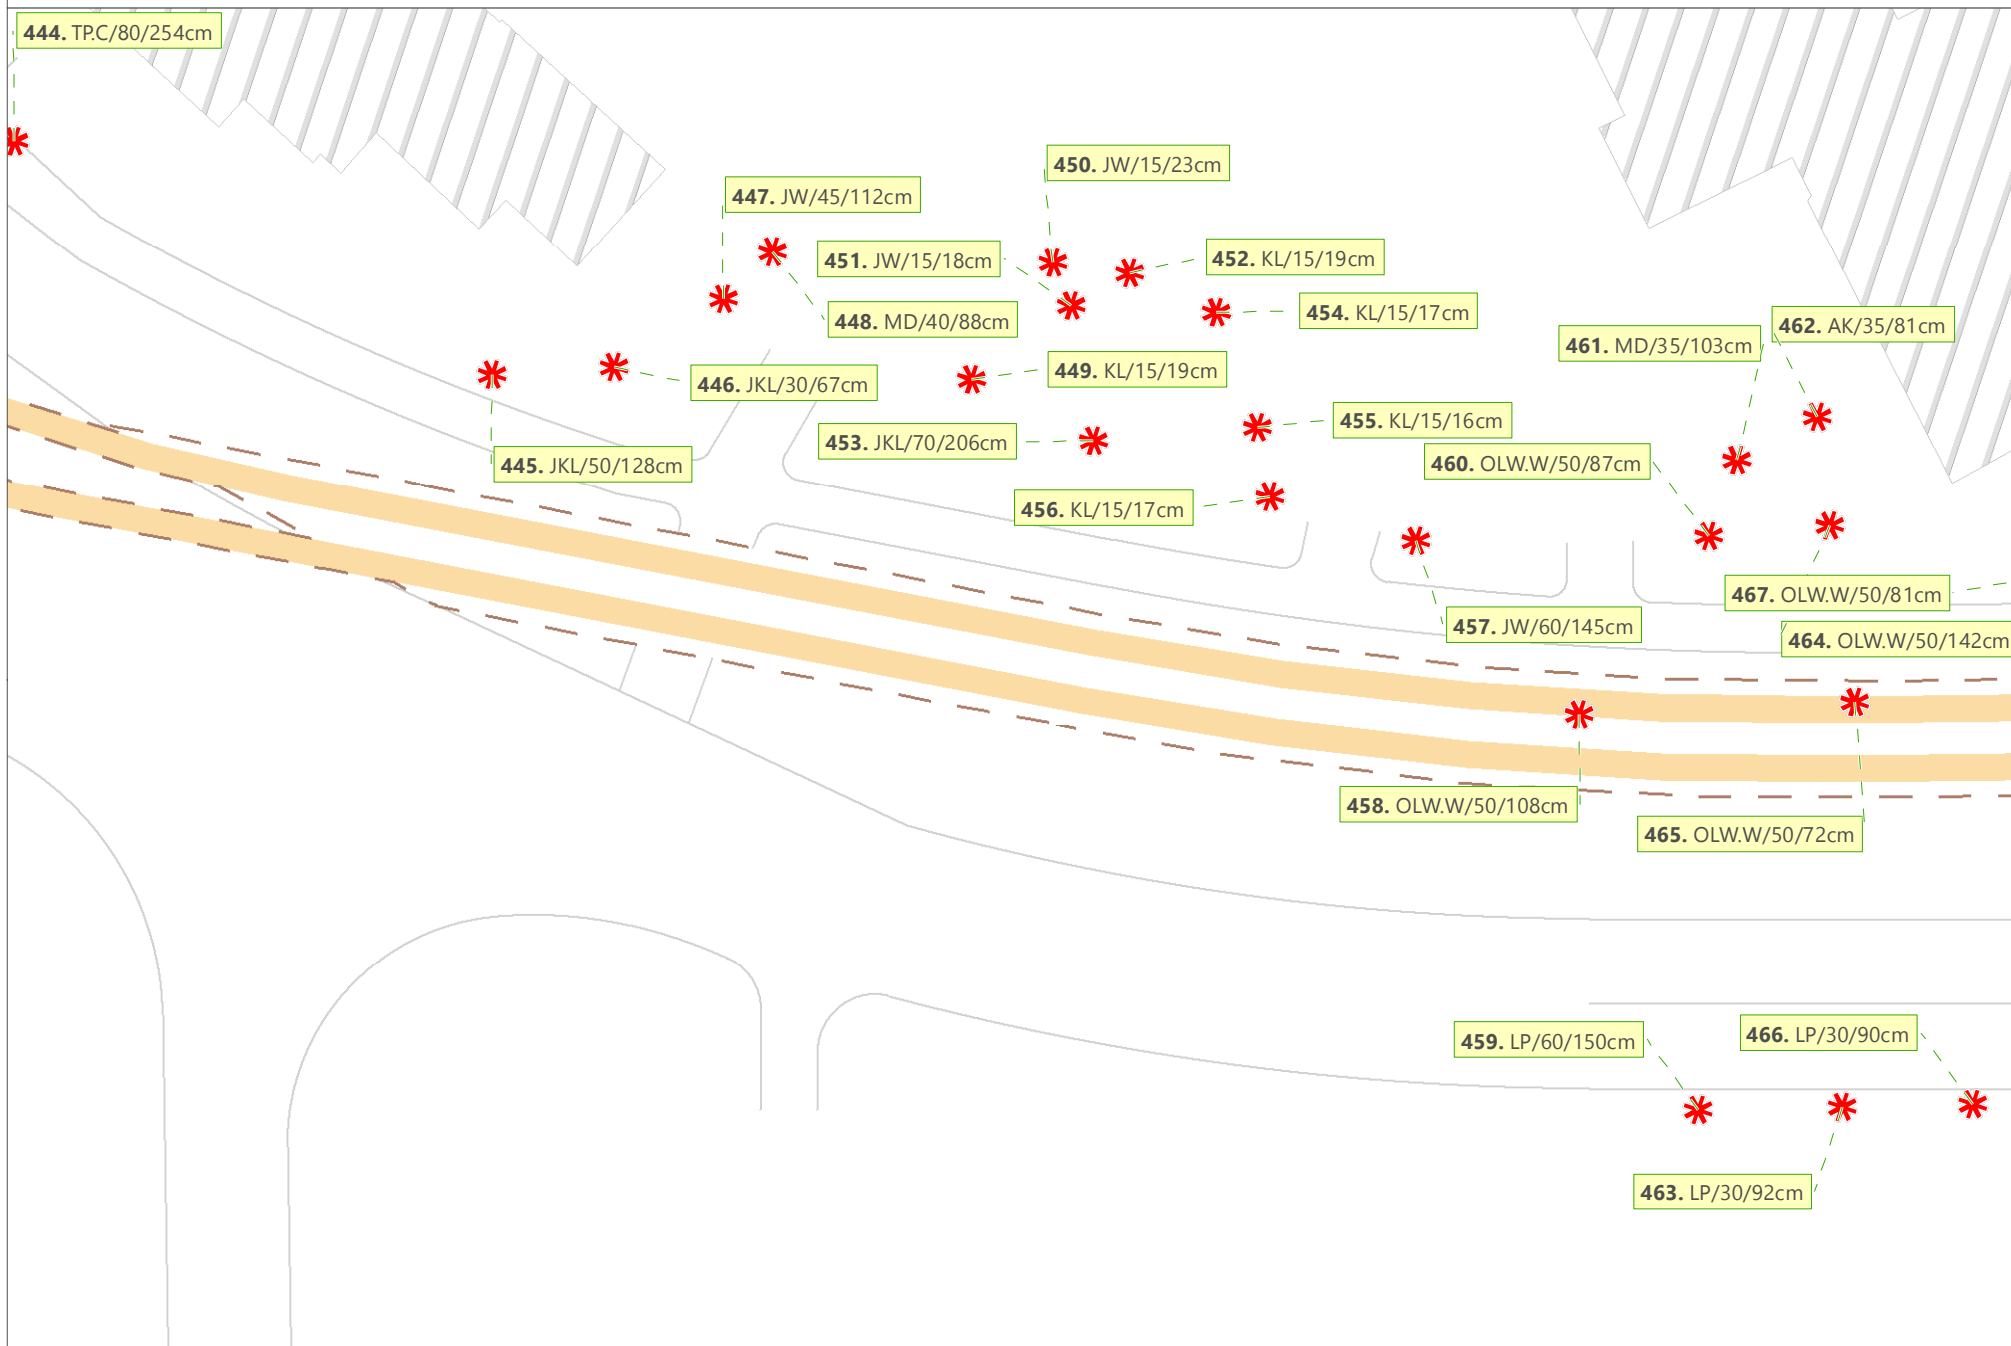 444. TP.C/80/254cm
450. JW/15/23cm
447. JW/45/112cm
451. JW/15/18cm
452. KL/15/19cm
448. MD/40/88cm
454. KL/15/17cm
462. AK/35/81cm
461. MD/35/103cm
446. JKL/30/67cm
449. KL/15/19cm
455. KL/15/16cm
453. JKL/70/206cm
445. JKL/50/128cm
460. OLW.W/50/87cm
456. KL/15/17cm
467. OLW.W/50/81cm
457. JW/60/145cm
464. OLW.W/50/142cm
458. OLW.W/50/108cm
465. OLW.W/50/72cm
459. LP/60/150cm
466. LP/30/90cm
463. LP/30/92cm